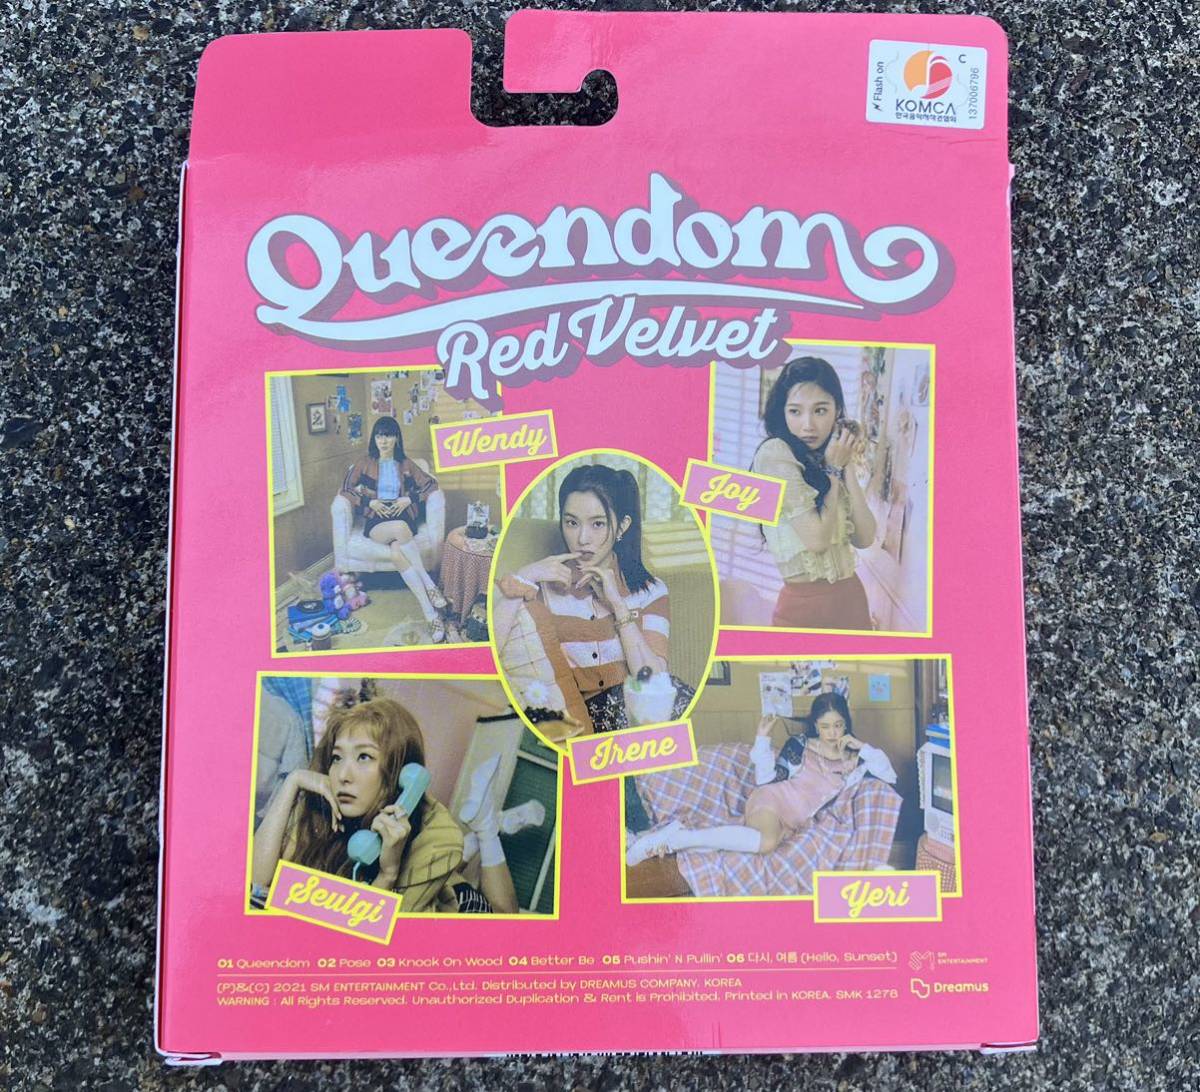 Flash on
KOMCA
한국음악저작권협회
C
137006796
Queendom
Red Velvet
Wendy
Joy
Irene
Seulgi
Yeri
01 Queendom 02 Pose 03 Knock On Wood 04 Better Be 05 Pushin' N Pullin' 06 다시, 여름 (Hello, Sunset)
(P)&(C) 2021 SM ENTERTAINMENT Co.,Ltd. Distributed by DREAMUS COMPANY. KOREA
WARNING : All Rights Reserved. Unauthorized Duplication & Rent is Prohibited. Printed in KOREA. SMK 1278
SM
ENTERTAINMENT
Dreamus